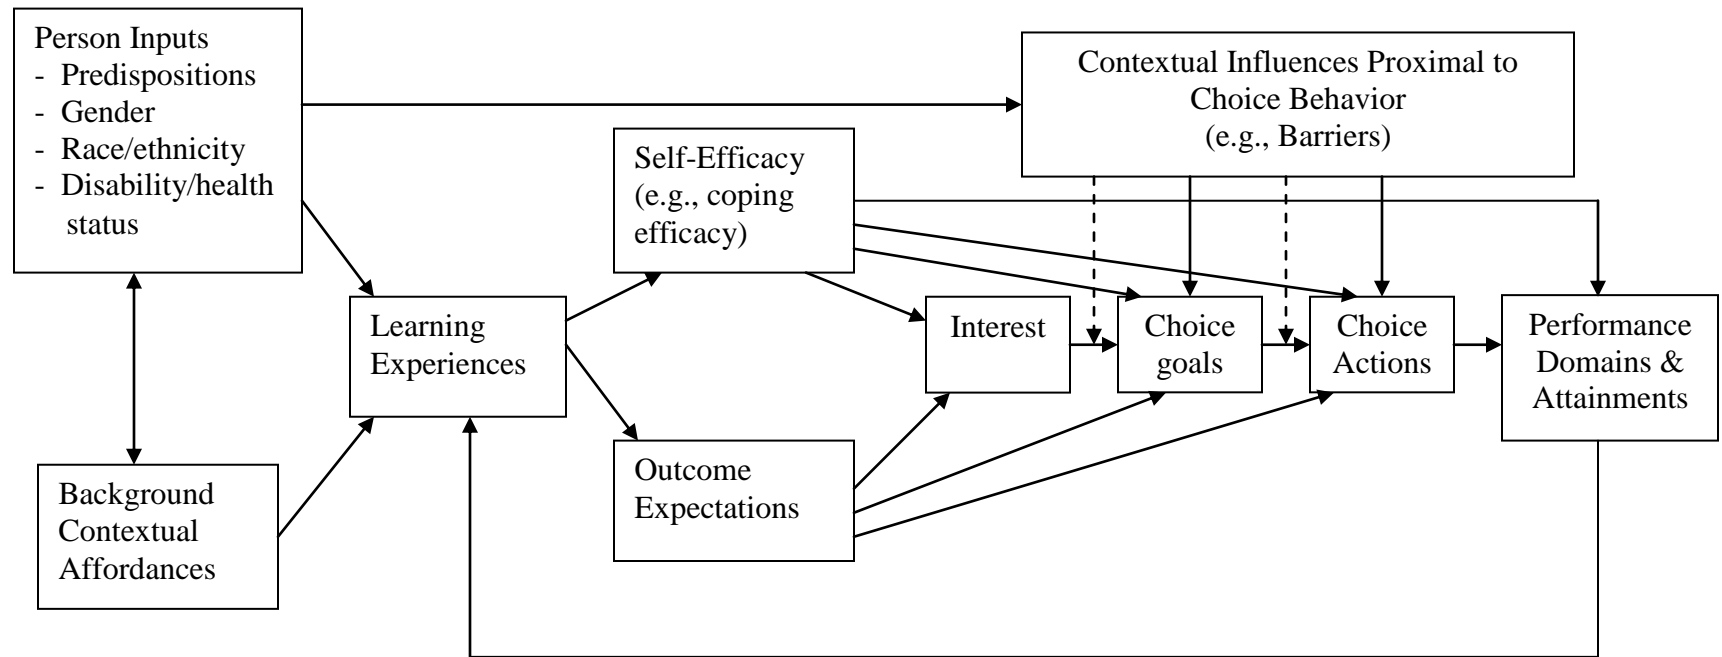 Person Inputs
- Predispositions
- Gender
- Race/ethnicity
- Disability/health
status
Contextual Influences Proximal to
Choice Behavior
(e.g., Barriers)
Self-Efficacy
(e.g., coping
efficacy)
Learning
Experiences
Interest
Choice
goals
Choice
Actions
Performance
Domains &
Attainments
Background
Contextual
Affordances
Outcome
Expectations